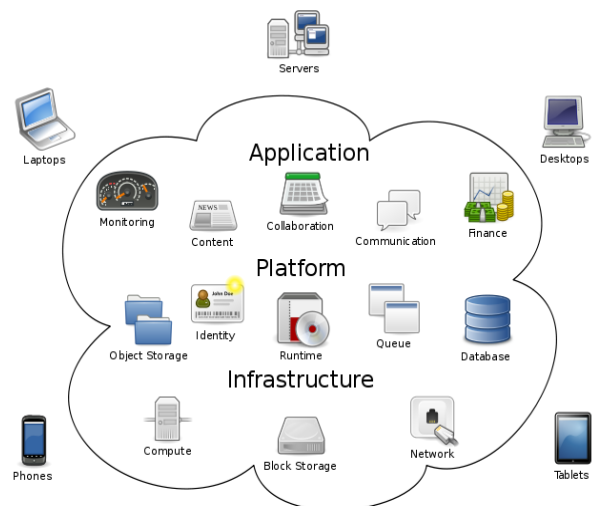 Servers
Laptops
Desktops
Application
Monitoring
NEWS
Content
Collaboration
Communication
Finance
Platform
Object Storage
John Doe
Identity
Runtime
Queue
Database
Infrastructure
Compute
Block Storage
Network
Phones
Tablets